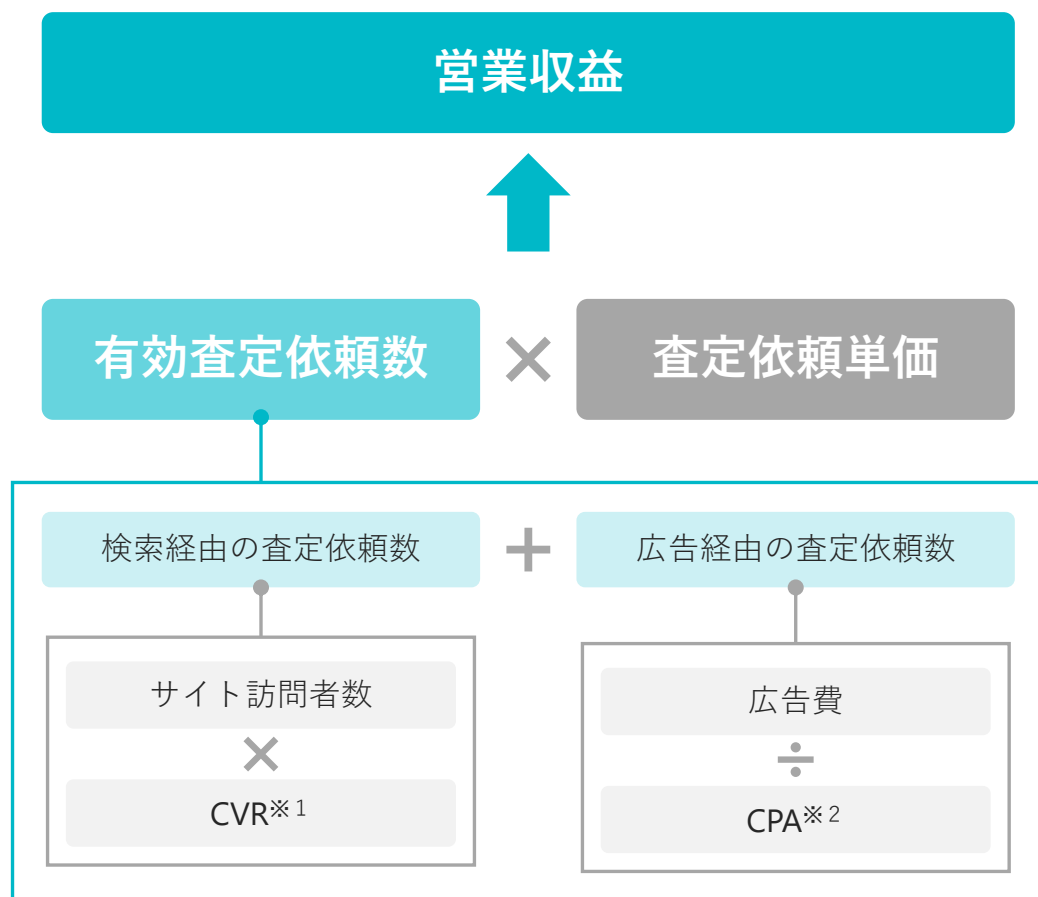 営業収益
有効査定依頼数 × 査定依頼単価
検索経由の査定依頼数 + 広告経由の査定依頼数
サイト訪問者数
×
CVR※1
広告費
÷
CPA※2